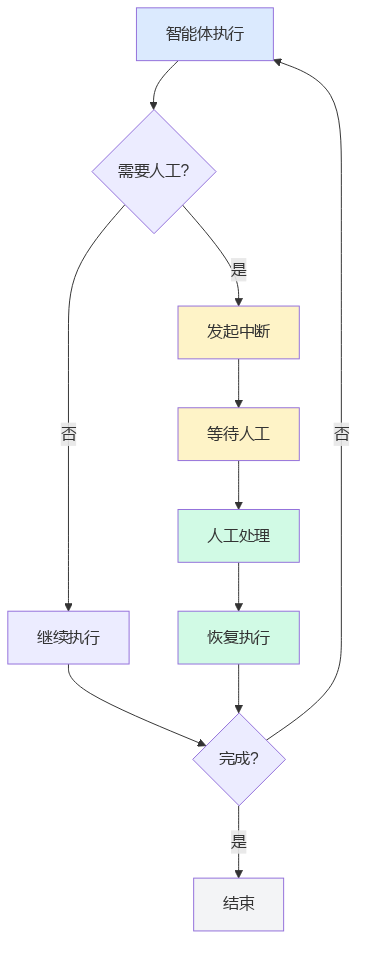 智能体执行
需要人工?
是
发起中断
否
等待人工
否
人工处理
继续执行
恢复执行
完成?
是
结束